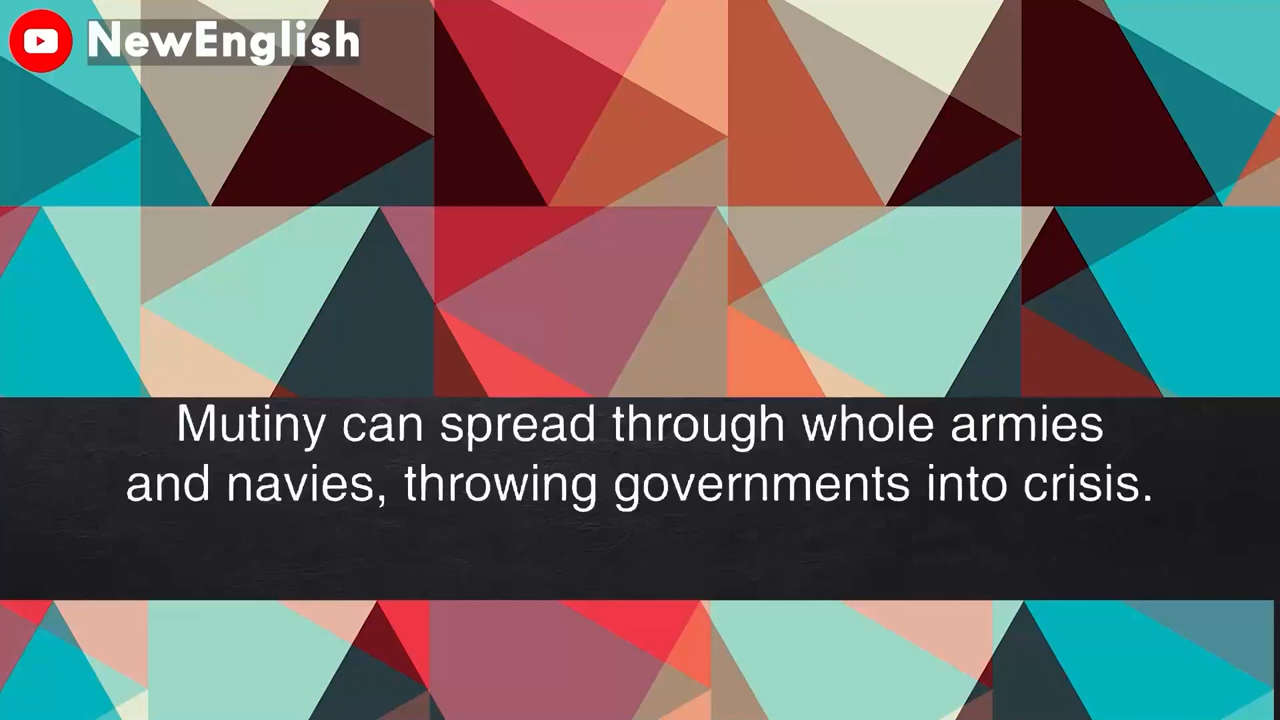 NewEnglish
Mutiny can spread through whole armies
and navies, throwing governments into crisis.